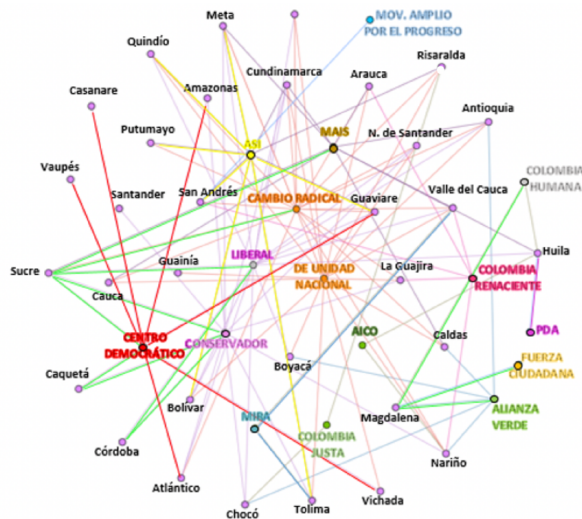 Meta
MOV. AMPLIO
POR EL PROGRESO
Quindío
Cundinamarca
Risaralda
Casanare
Amazonas
Arauca
Antioquia
Putumayo
ASI
MAIS
N. de Santander
Vaupés
Santander
San Andrés
CAMBIO RADICAL
Guaviare
Valle del Cauca
COLOMBIA
HUMANA
Sucre
Cauca
Guainía
LIBERAL
DE UNIDAD
NACIONAL
La Guajira
COLOMBIA
RENACIENTE
Huila
CENTRO
DEMOCRÁTICO
CONSERVADOR
AICO
Caldas
PDA
Caquetá
Bolívar
Boyacá
FUERZA
CIUDADANA
Magdalena
ALIANZA
VERDE
Córdoba
MIRA
COLOMBIA
JUSTA
Nariño
Atlántico
Chocó
Tolima
Vichada